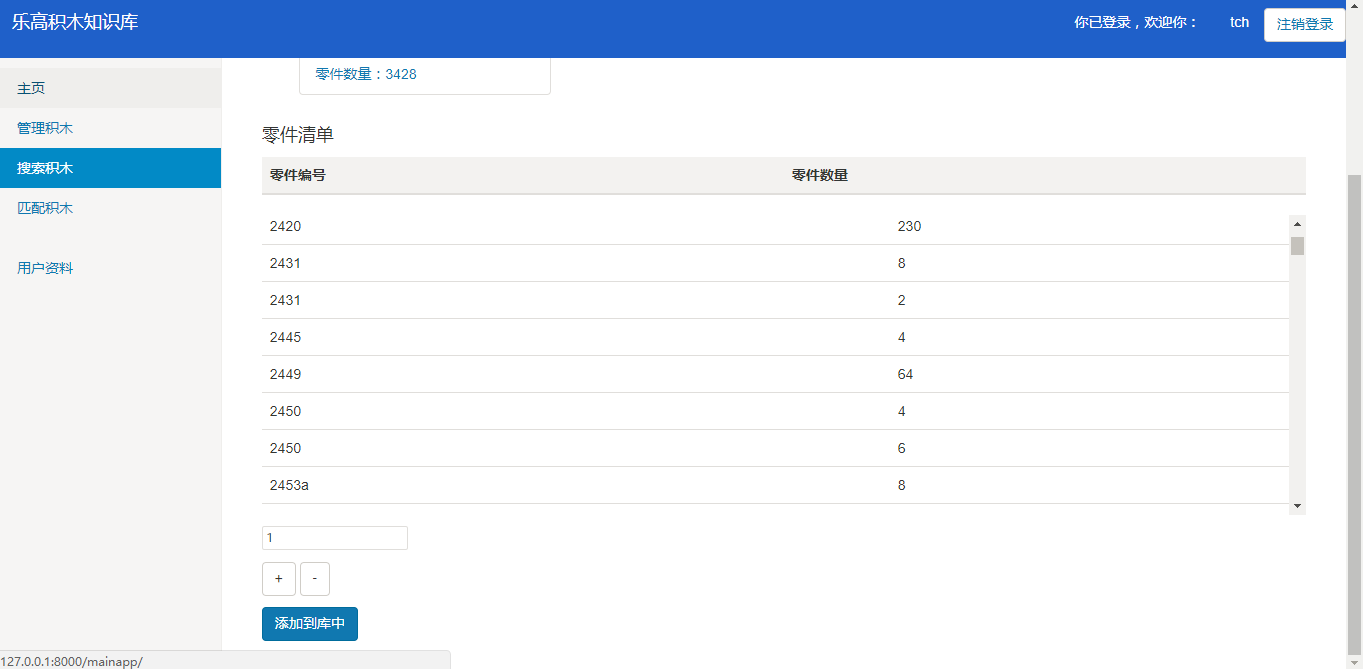 乐高积木知识库
你已登录，欢迎你： tch 注销登录
主页
管理积木
搜索积木
匹配积木
用户资料
零件数量：3428
零件清单
零件编号 零件数量
2420 230
2431 8
2431 2
2445 4
2449 64
2450 4
2450 6
2453a 8
1
+ -
添加到库中
127.0.0.1:8000/mainapp/